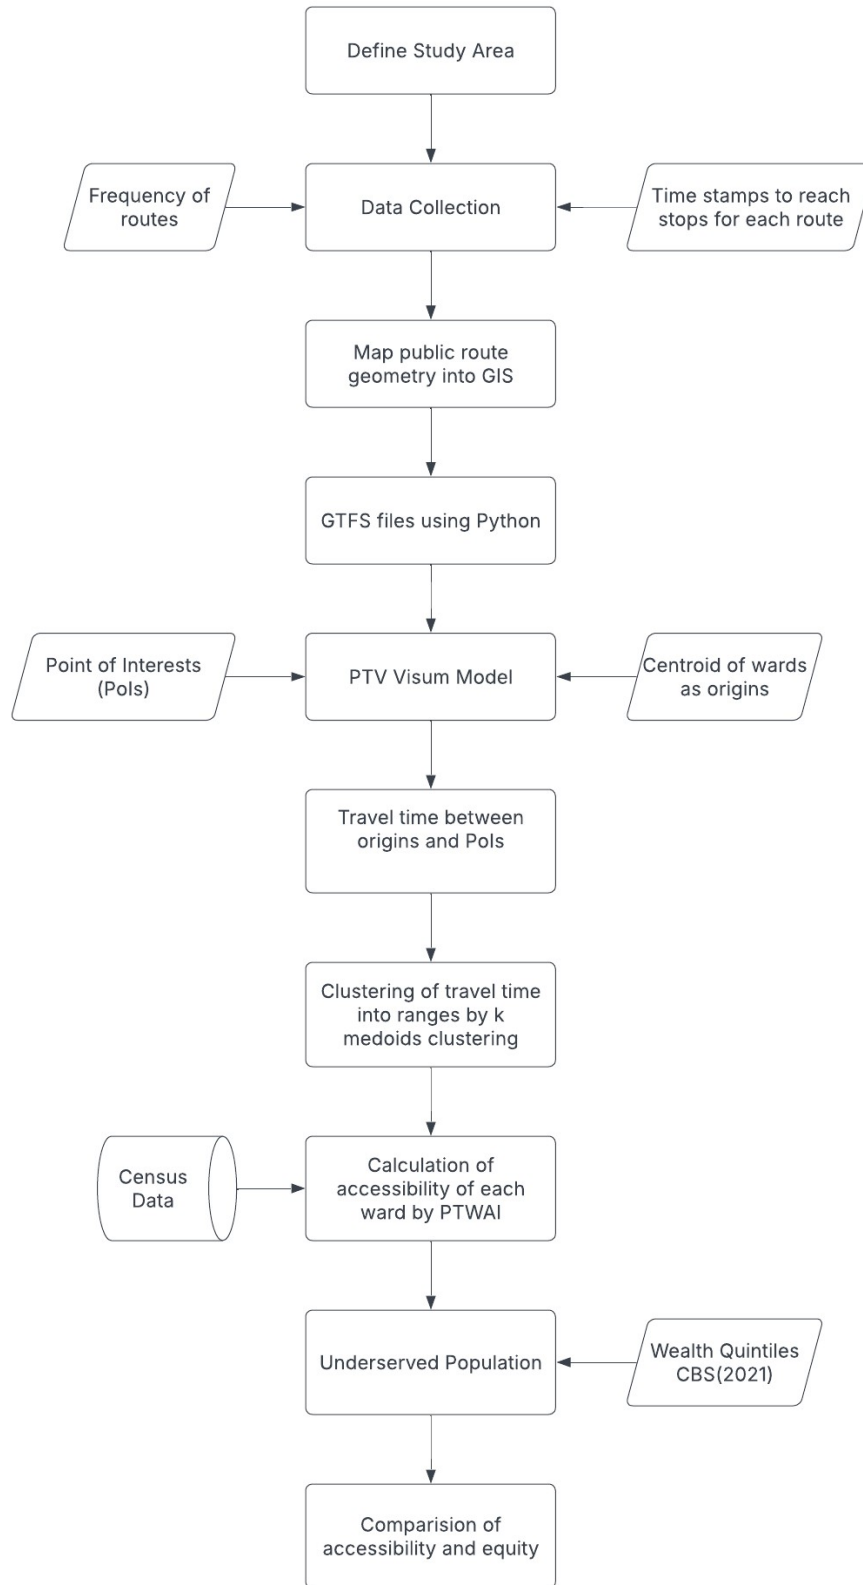 Define Study Area
Frequency of
routes
Data Collection
Time stamps to reach
stops for each route
Map public route
geometry into GIS
GTFS files using Python
Point of Interests
(PoIs)
PTV Visum Model
Centroid of wards
as origins
Travel time between
origins and PoIs
Clustering of travel time
into ranges by k
medoids clustering
Census
Data
Calculation of
accessibility of each
ward by PTWAI
Underserved Population
Wealth Quintiles
CBS(2021)
Comparision of
accessibility and equity